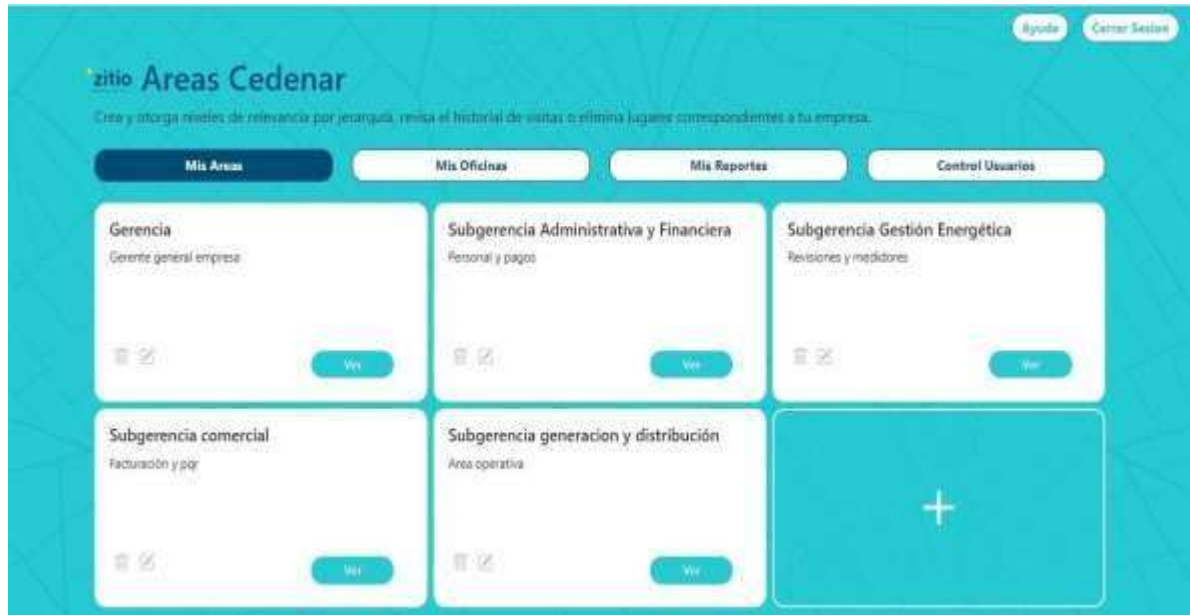 Ayuda
Cerrar Sesion
zitio Areas Cedenar
Crea y otorga niveles de relevancia por jerarquía, revisa el historial de visitas o elimina lugares correspondientes a tu empresa.
Mis Areas
Mis Oficinas
Mis Reportes
Control Usuarios
Gerencia
Gerente general empresa
Ver
Subgerencia Administrativa y Financiera
Personal y pagos
Ver
Subgerencia Gestión Energética
Revisiones y medidores
Ver
Subgerencia comercial
Facturación y pqr
Ver
Subgerencia generacion y distribución
Area operativa
Ver
+